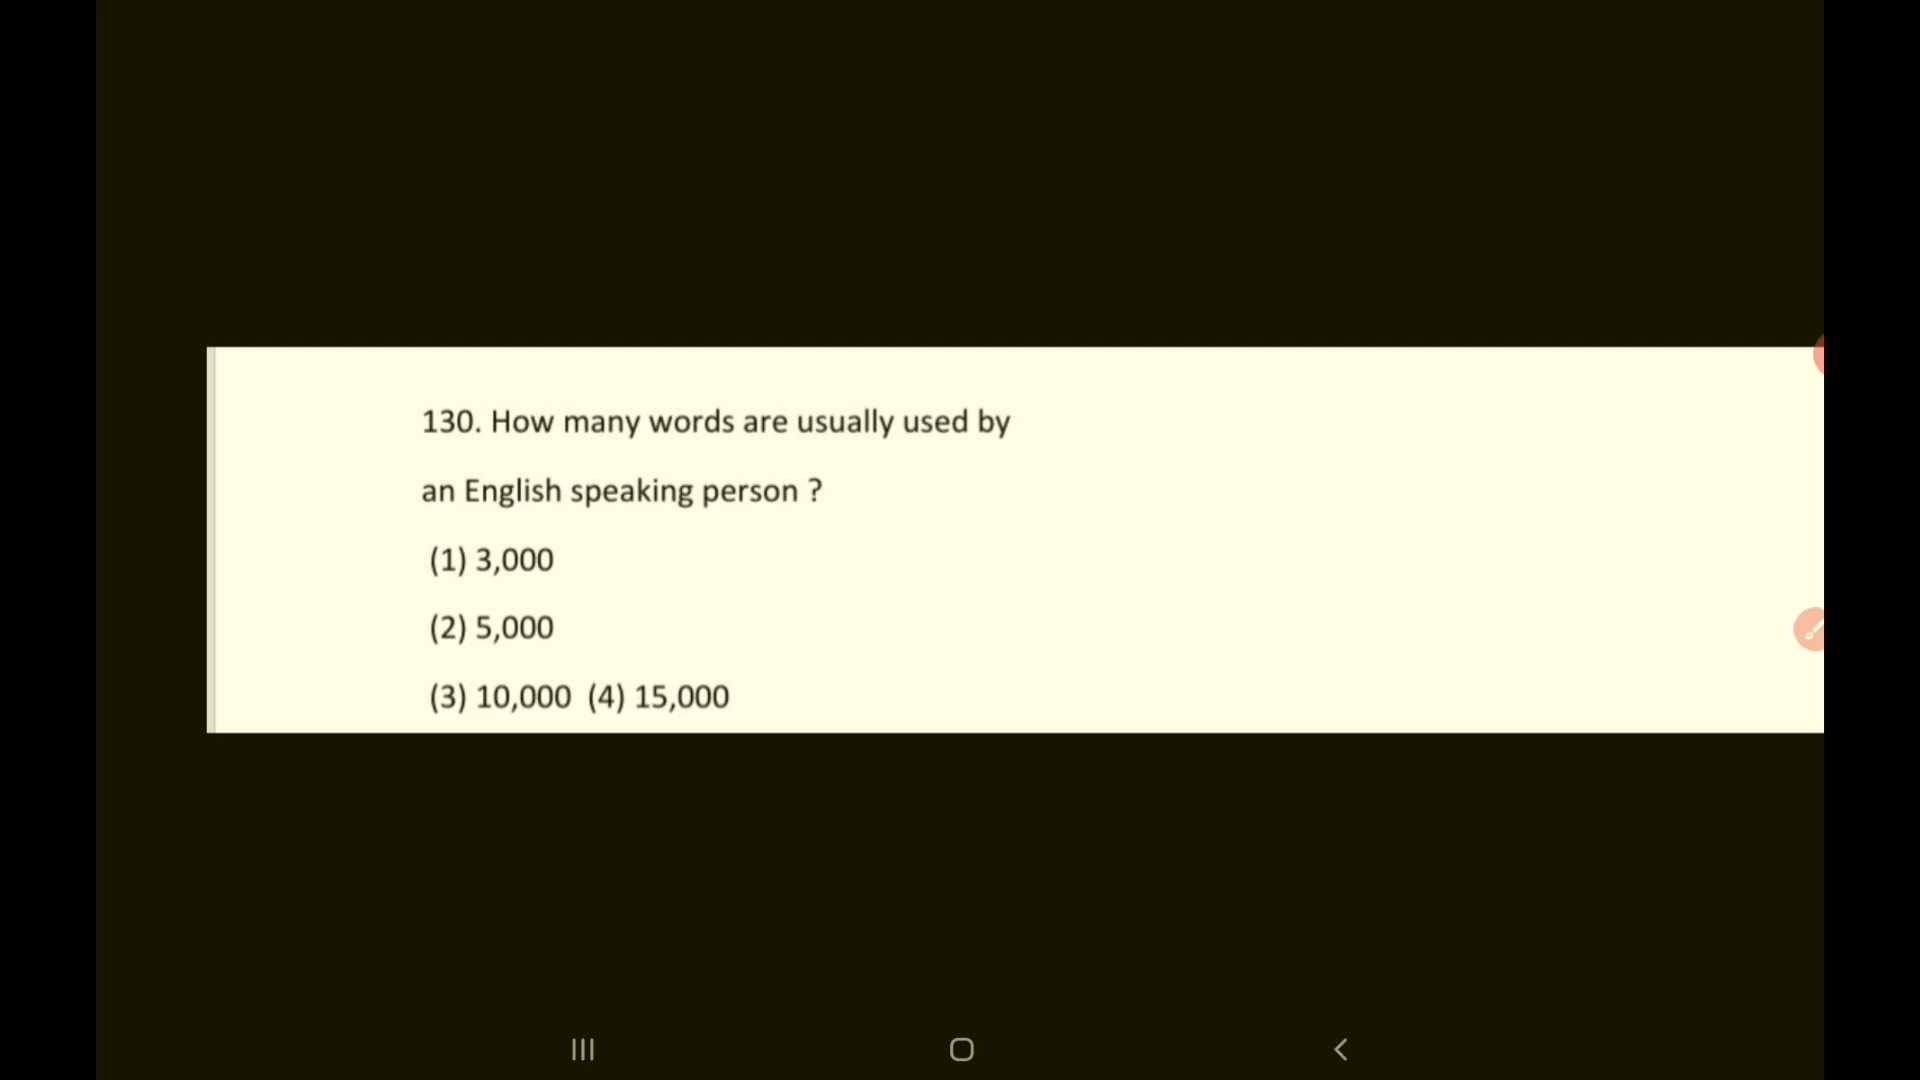 130. How many words are usually used by
an English speaking person ?
(1) 3,000
(2) 5,000
(3) 10,000 (4) 15,000